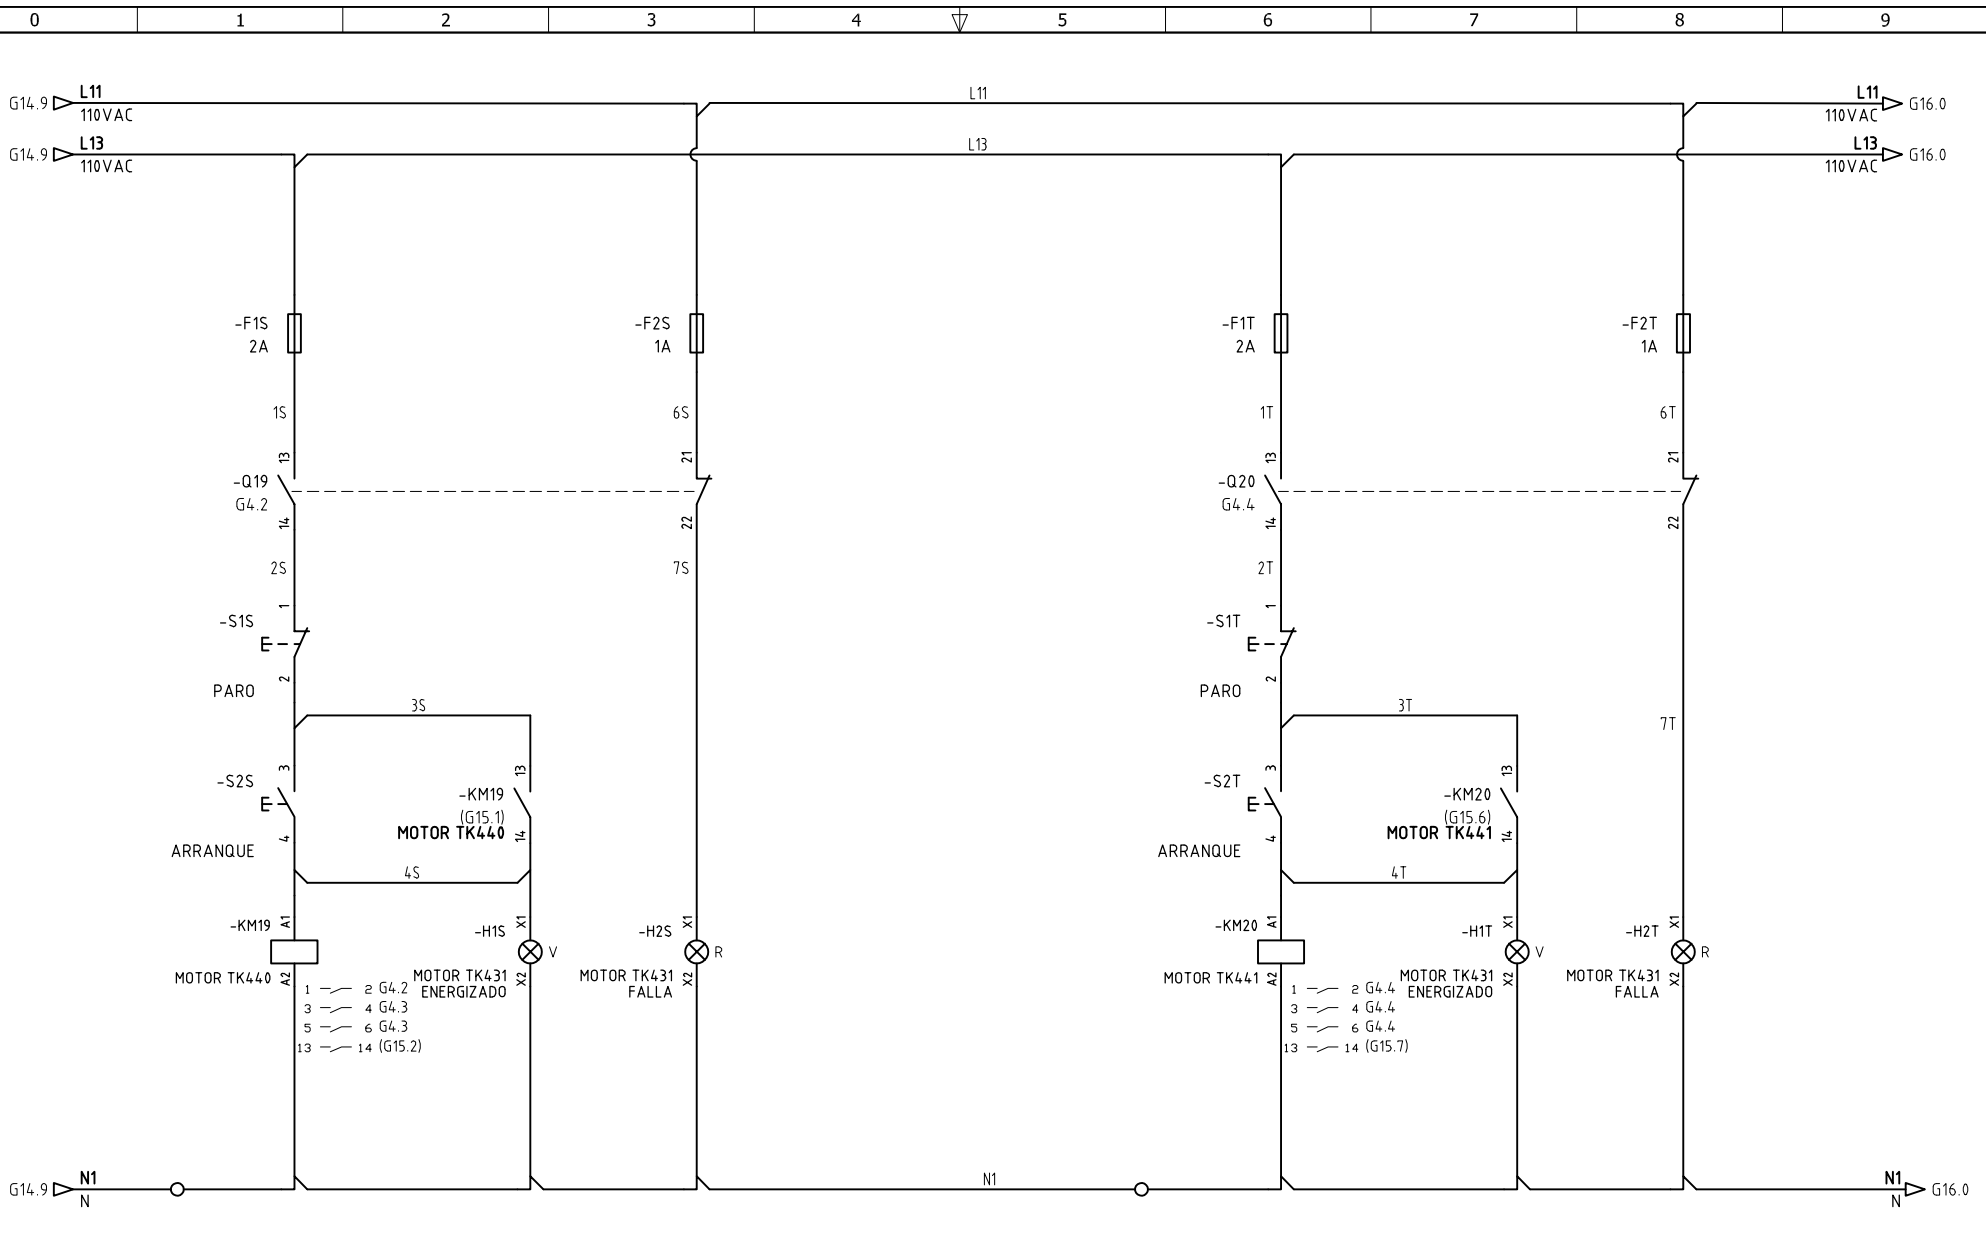 0 1 2 3 4 5 6 7 8 9
G14.9 L11 L11 L11 G16.0
110VAC 110VAC
G14.9 L13 L13 L13 G16.0
110VAC 110VAC
-F1S -F2S -F1T -F2T
2A 1A 2A 1A
1S 6S 1T 6T
13 21 13 21
-Q19 -Q20
G4.2 G4.4
14 22 14 22
2S 7S 2T
1 1
-S1S -S1T
2 2
PARO PARO
3S 3T
7T
3 13 3 13
-S2S -S2T
-KM19 -KM20
(G15.1) (G15.6)
MOTOR TK440 MOTOR TK441
4 14 4 14
ARRANQUE ARRANQUE
4S 4T
-KM19 A1 X1 X1 -KM20 A1 X1 X1
-H1S -H2S -H1T -H2T
V R V R
MOTOR TK440 A2 MOTOR TK431 X2 MOTOR TK431 X2 MOTOR TK441 A2 MOTOR TK431 X2 MOTOR TK431 X2
ENERGIZADO FALLA ENERGIZADO FALLA
1 2 G4.2 1 2 G4.4
3 4 G4.3 3 4 G4.4
5 6 G4.3 5 6 G4.4
13 14 (G15.2) 13 14 (G15.7)
G14.9 N1 N1 N1 G16.0
N N